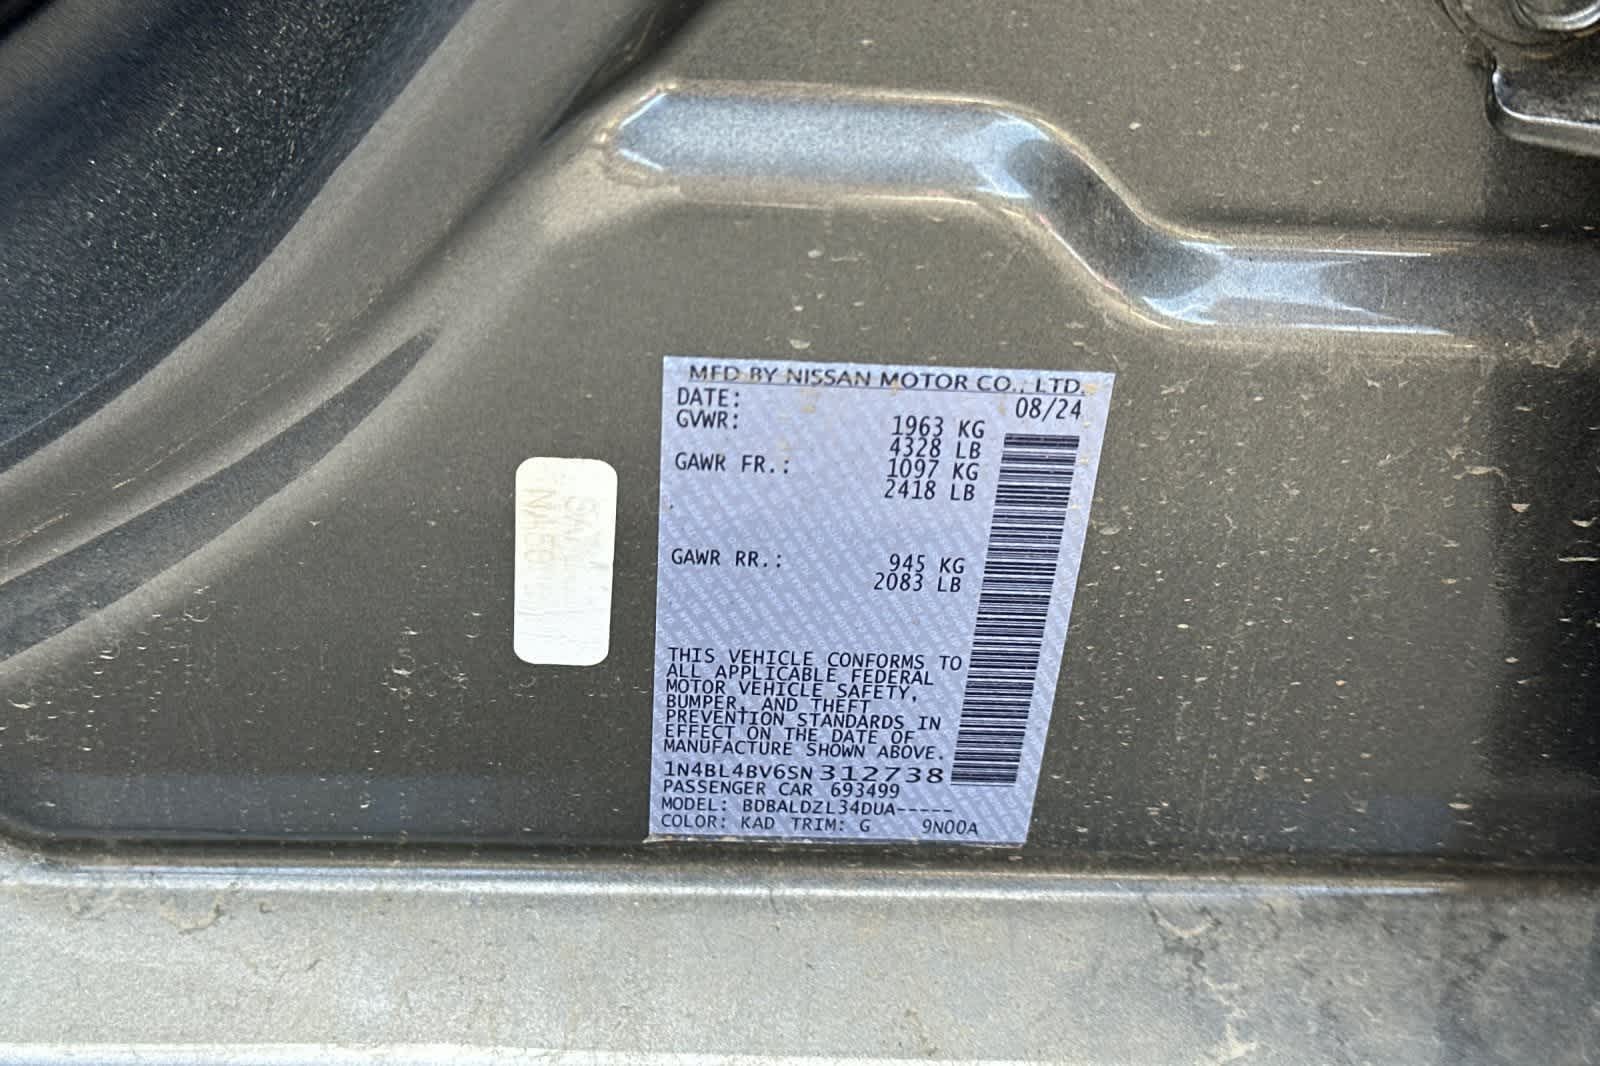 MFD BY NISSAN MOTOR CO., LTD.
DATE: 08/24
GVWR: 1963 KG
4328 LB
GAWR FR.: 1097 KG
2418 LB
GAWR RR.: 945 KG
2083 LB
THIS VEHICLE CONFORMS TO
ALL APPLICABLE FEDERAL
MOTOR VEHICLE SAFETY,
BUMPER, AND THEFT
PREVENTION STANDARDS IN
EFFECT ON THE DATE OF
MANUFACTURE SHOWN ABOVE.
1N4BL4BV6SN312738
PASSENGER CAR 693499
MODEL: BDBALDZL34DUA-----
COLOR: KAD TRIM: G 9N00A